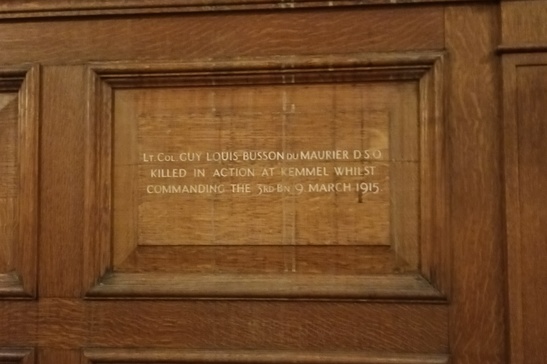 LT. COL. GUY LOUIS BUSSON DU MAURIER D.S.O.
KILLED IN ACTION AT KEMMEL WHILST
COMMANDING THE 3RD BN. 9. MARCH 1915.